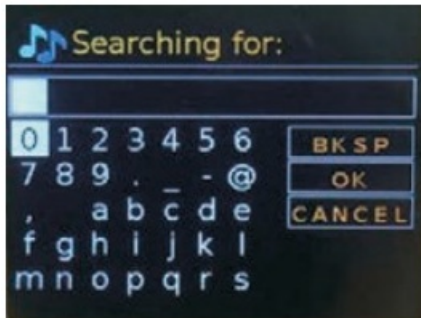 Searching for:
0 1 2 3 4 5 6
BKSP
7 8 9 . _ - @
OK
, a b c d e
CANCEL
f g h i j k l
m n o p q r s